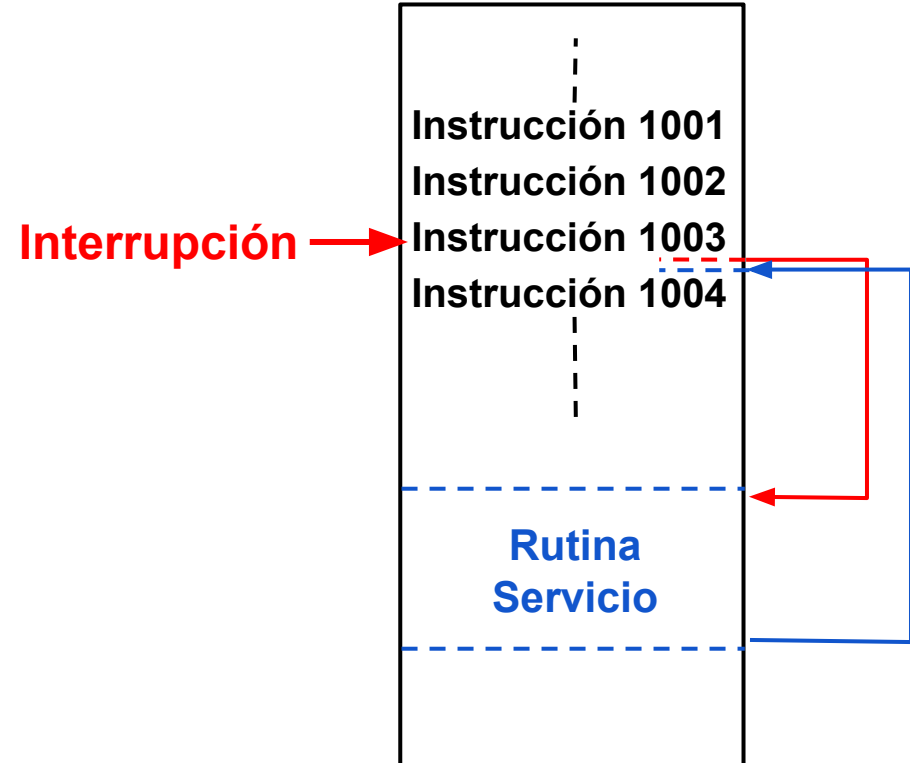 Instrucción 1001
Instrucción 1002
Interrupción
Instrucción 1003
Instrucción 1004
Rutina
Servicio